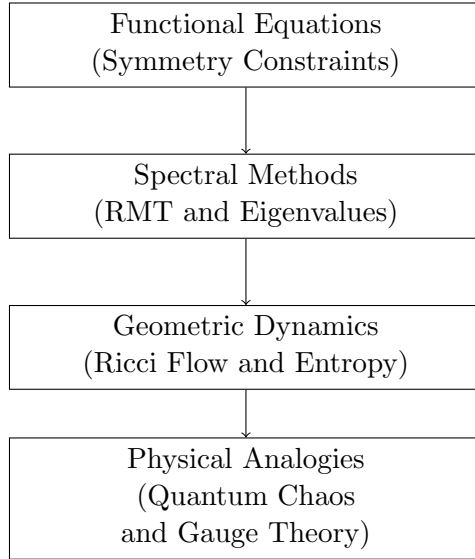 Functional Equations
(Symmetry Constraints)
Spectral Methods
(RMT and Eigenvalues)
Geometric Dynamics
(Ricci Flow and Entropy)
Physical Analogies
(Quantum Chaos
and Gauge Theory)